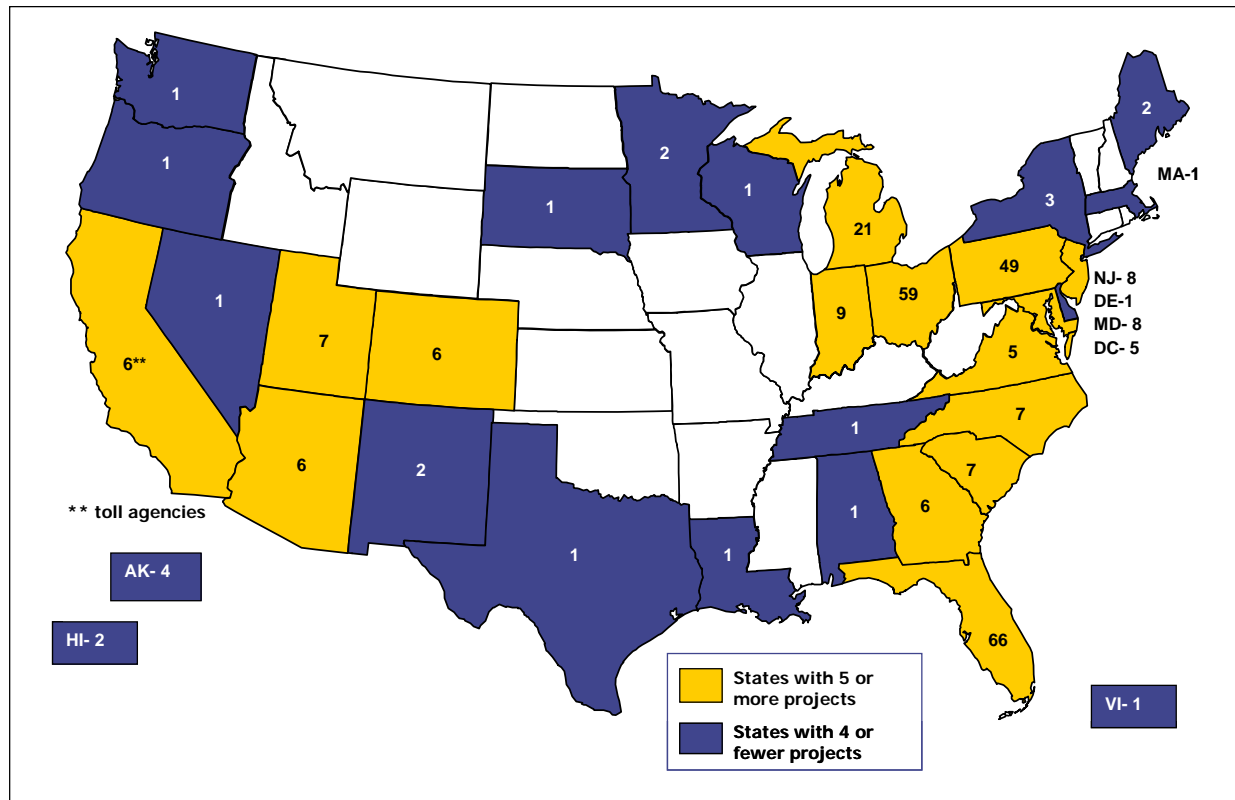 1
2
1
2
1
MA-1
1
3
21
49
NJ- 8
59
DE-1
1
9
MD- 8
7
6
DC- 5
6**
5
7
1
6
2
7
** toll agencies
6
1
1
1
AK- 4
HI- 2
66
States with 5 or
more projects
VI- 1
States with 4 or
fewer projects